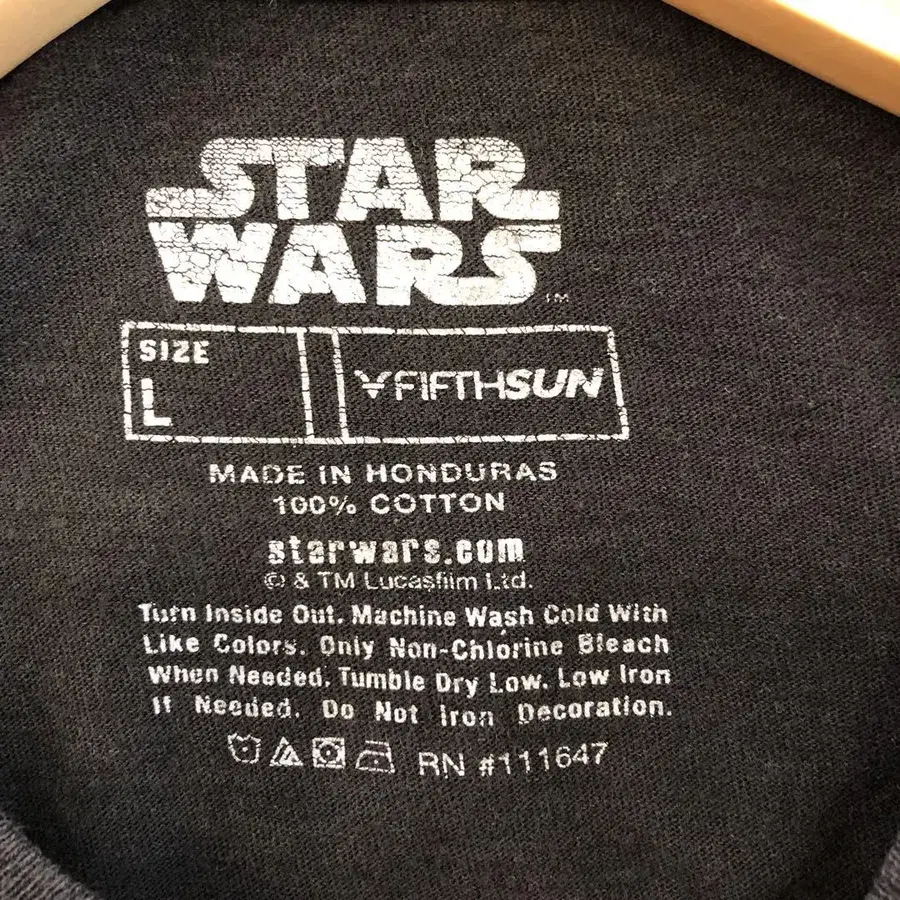 STAR
WARS
TM
SIZE
L
FIFTHSUN
MADE IN HONDURAS
100% COTTON
starwars.com
© & TM Lucasfilm Ltd.
Turn Inside Out. Machine Wash Cold With
Like Colors. Only Non-Chlorine Bleach
When Needed. Tumble Dry Low. Low Iron
If Needed. Do Not Iron Decoration.
RN #111647